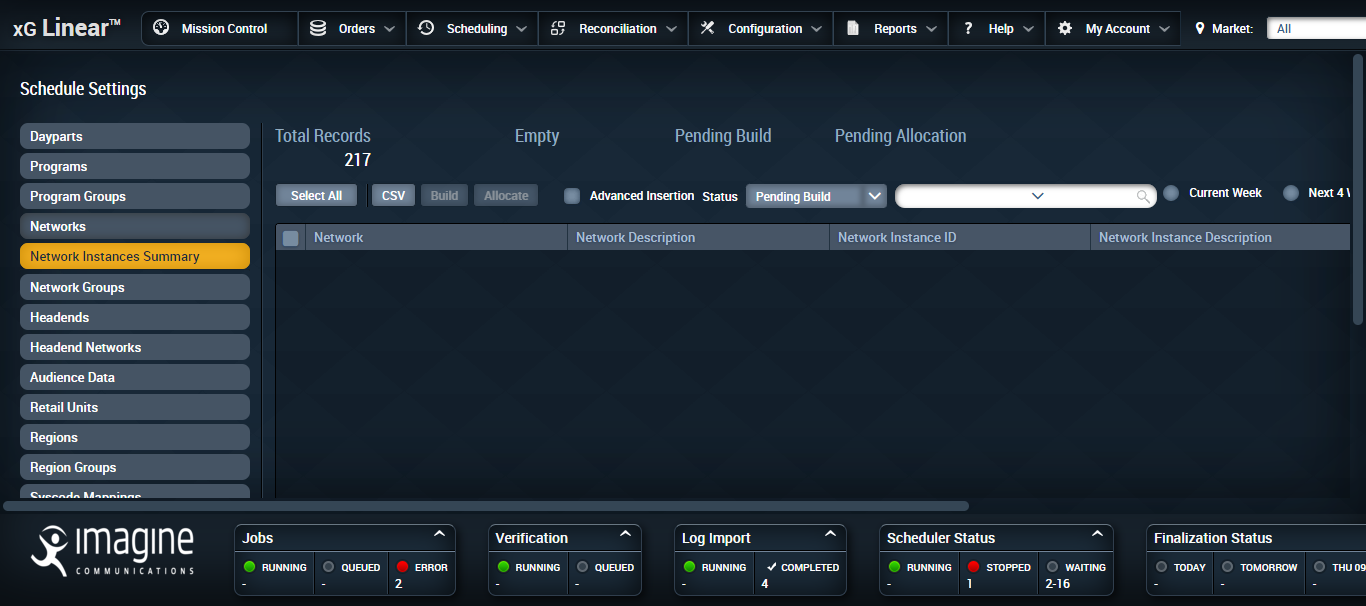 xG Linear™ Mission Control Orders Scheduling Reconciliation Configuration Reports Help My Account Market: All
Schedule Settings
Dayparts
Programs
Program Groups
Networks
Network Instances Summary
Network Groups
Headends
Headend Networks
Audience Data
Retail Units
Regions
Region Groups
Syscode Mappings
Total Records Empty Pending Build Pending Allocation
217
Select All CSV Build Allocate Advanced Insertion Status Pending Build Current Week Next 4 W
Network Network Description Network Instance ID Network Instance Description
imagine
COMMUNICATIONS
Jobs
RUNNING QUEUED ERROR
- - 2
Verification
RUNNING QUEUED
- -
Log Import
RUNNING COMPLETED
- 4
Scheduler Status
RUNNING STOPPED WAITING
- 1 2-16
Finalization Status
TODAY TOMORROW THU 09
- - -